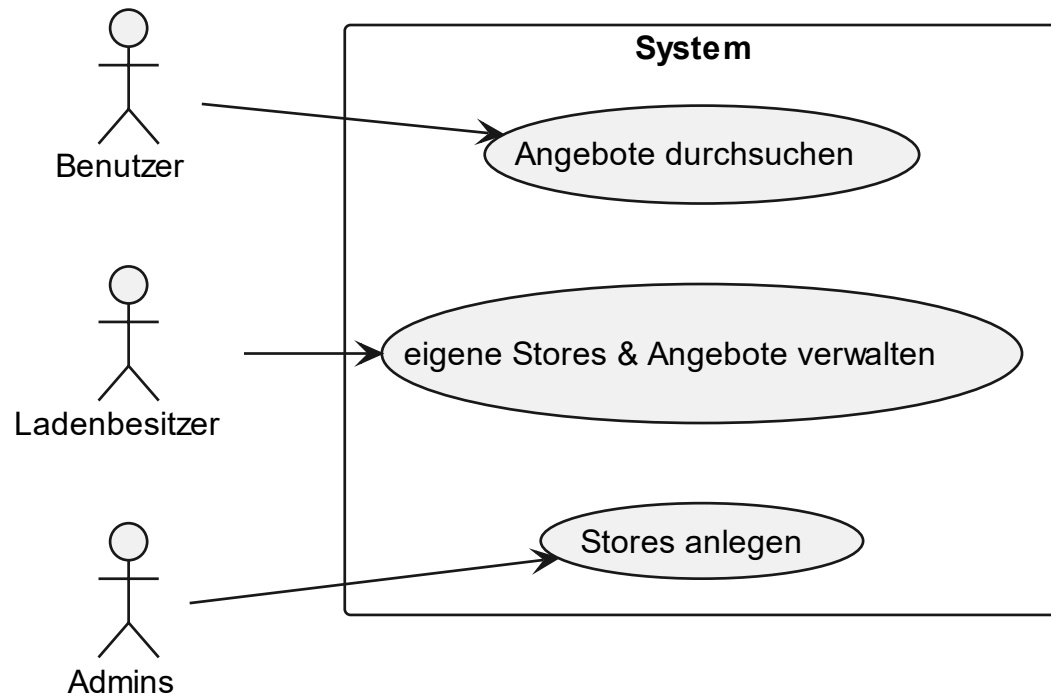 System
Benutzer
Angebote durchsuchen
Ladenbesitzer
eigene Stores & Angebote verwalten
Admins
Stores anlegen